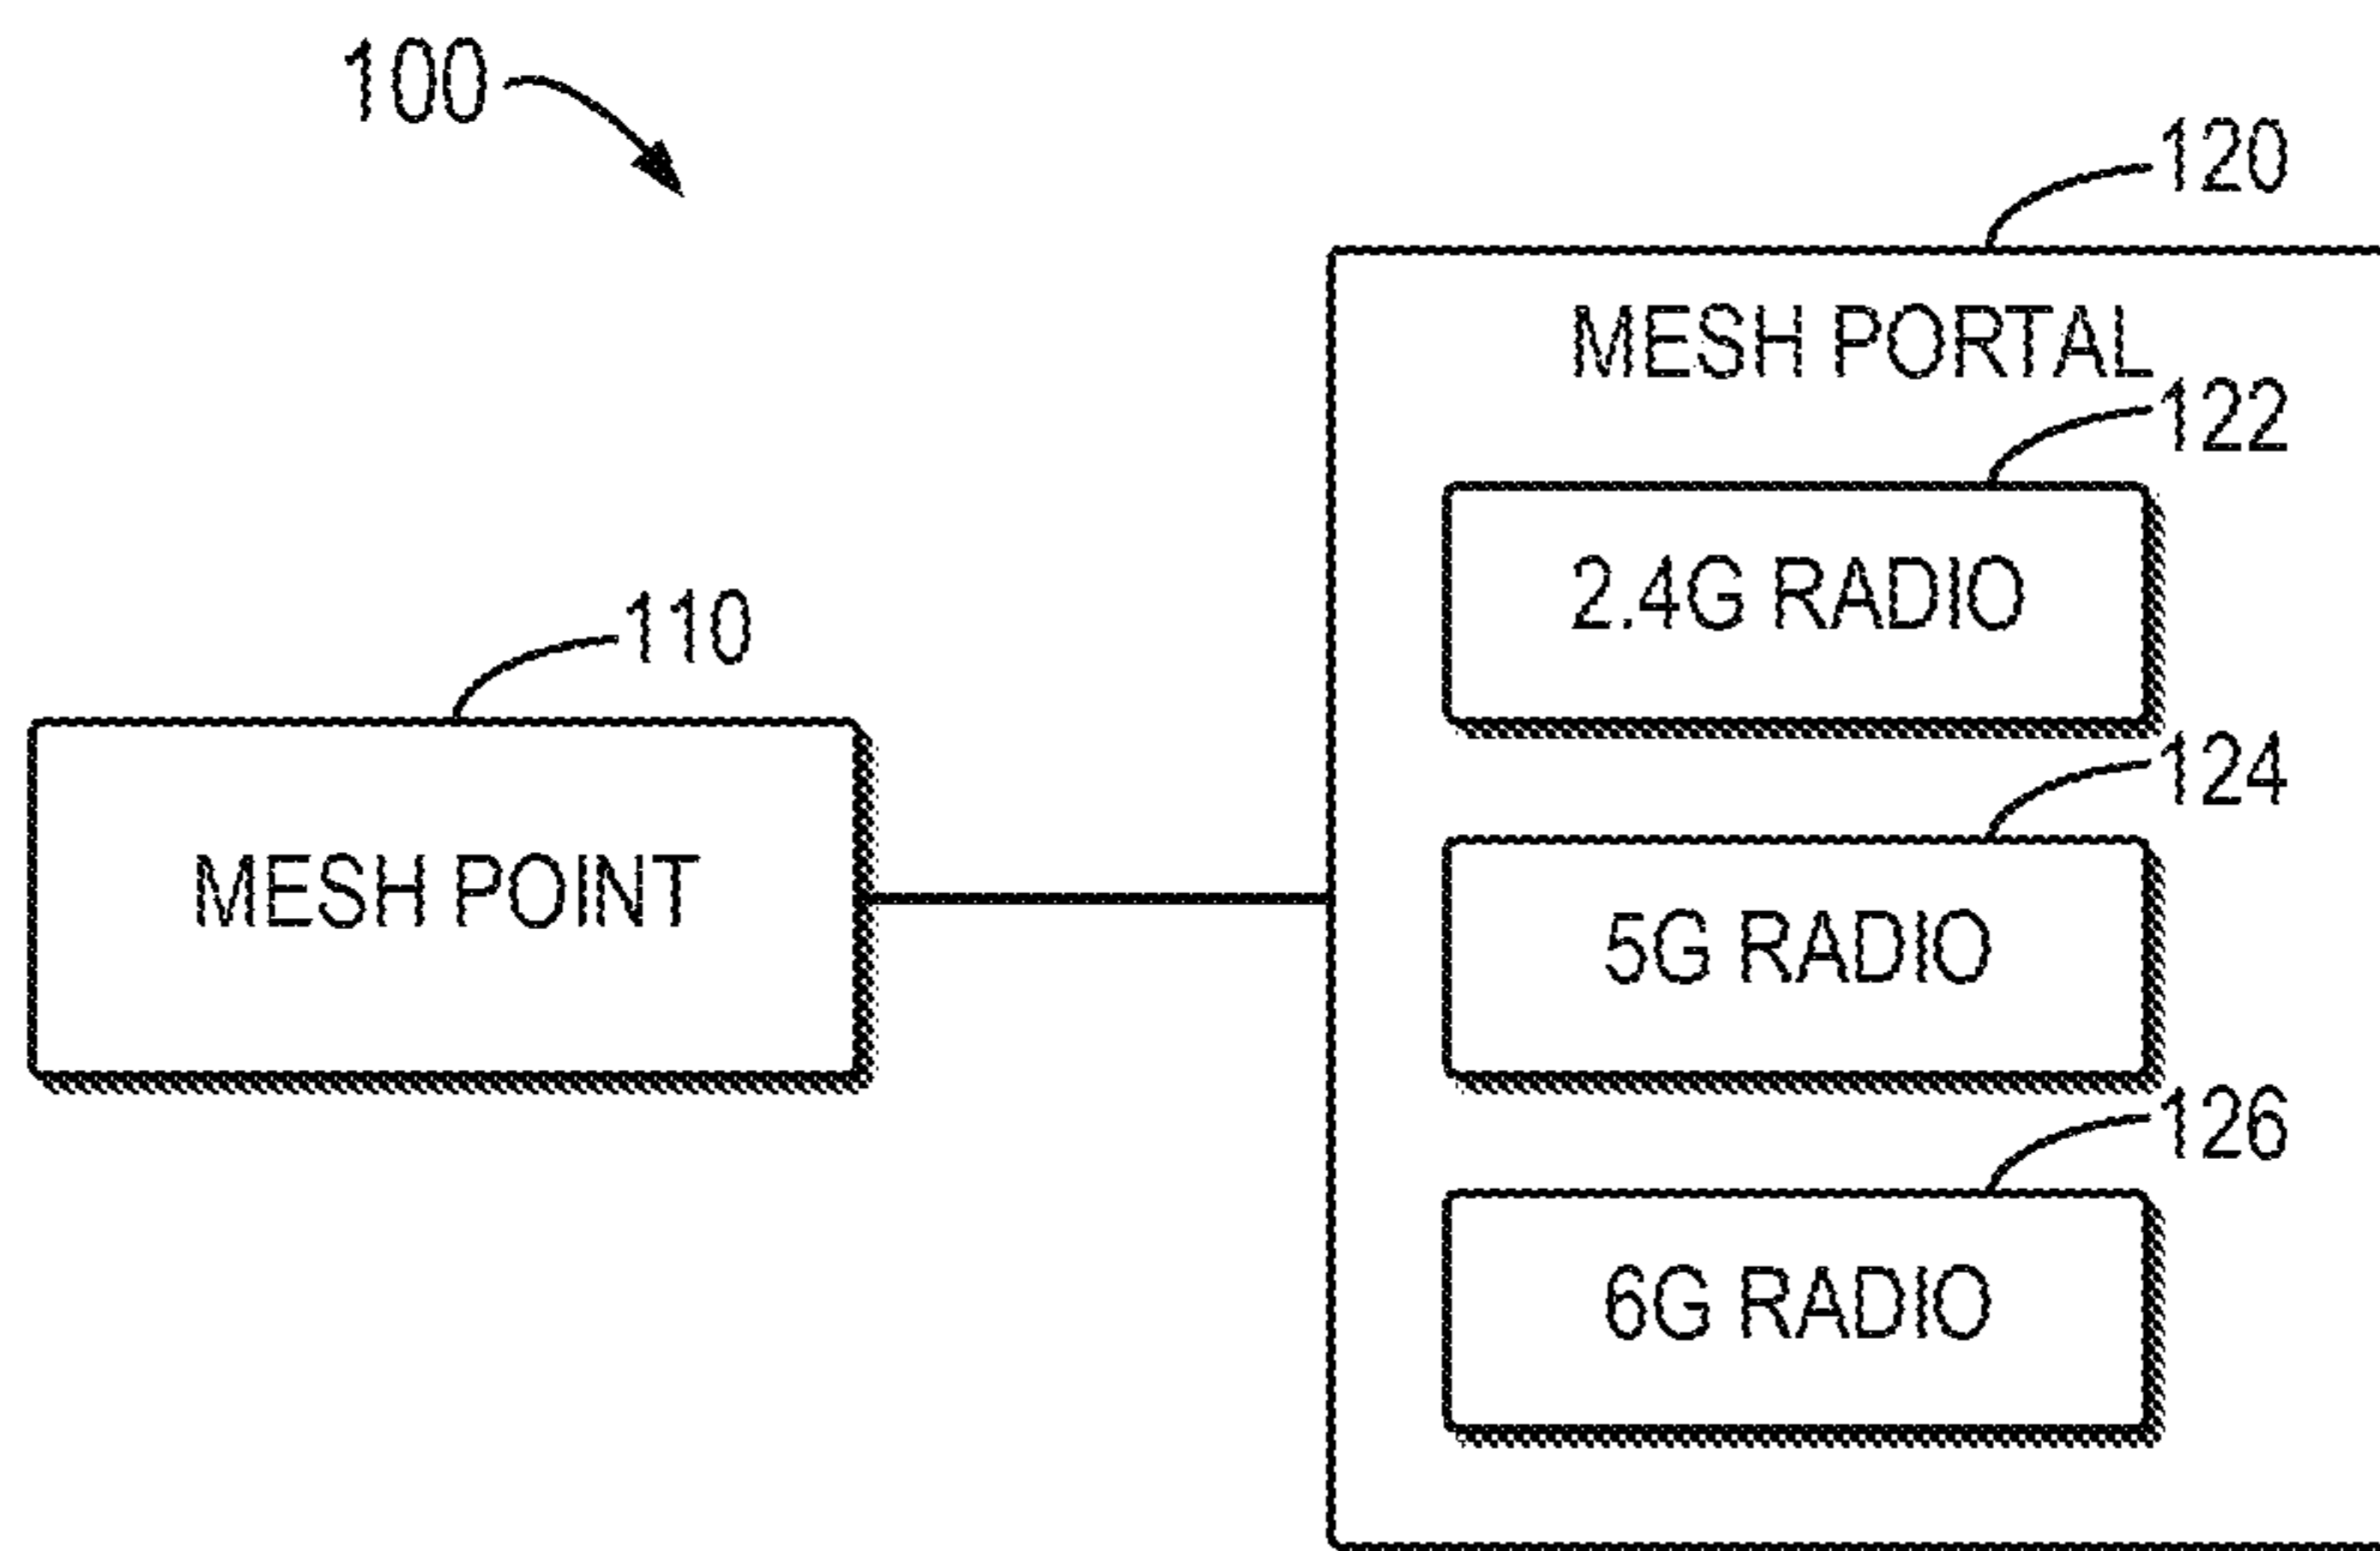 100
120
MESH PORTAL
122
2.4G RADIO
110
124
MESH POINT
5G RADIO
126
6G RADIO